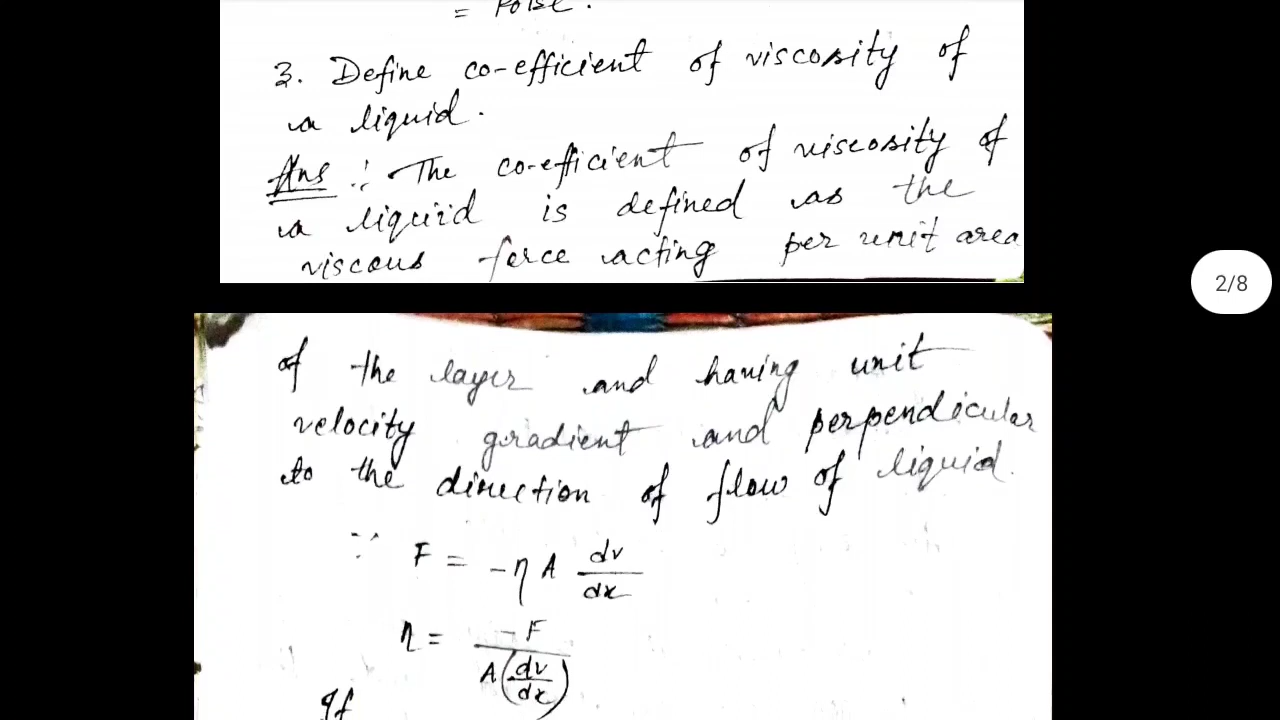 = Poise.
3. Define co-efficient of viscosity of
a liquid.
Ans :- The co-efficient of viscosity of
a liquid is defined as the
viscous force acting per unit area
2/8
of the layer and having unit
velocity gradient and perpendicular
to the direction of flow of liquid.
∵ F = -η A dv/dx
η = -F / A(dv/dx)
If